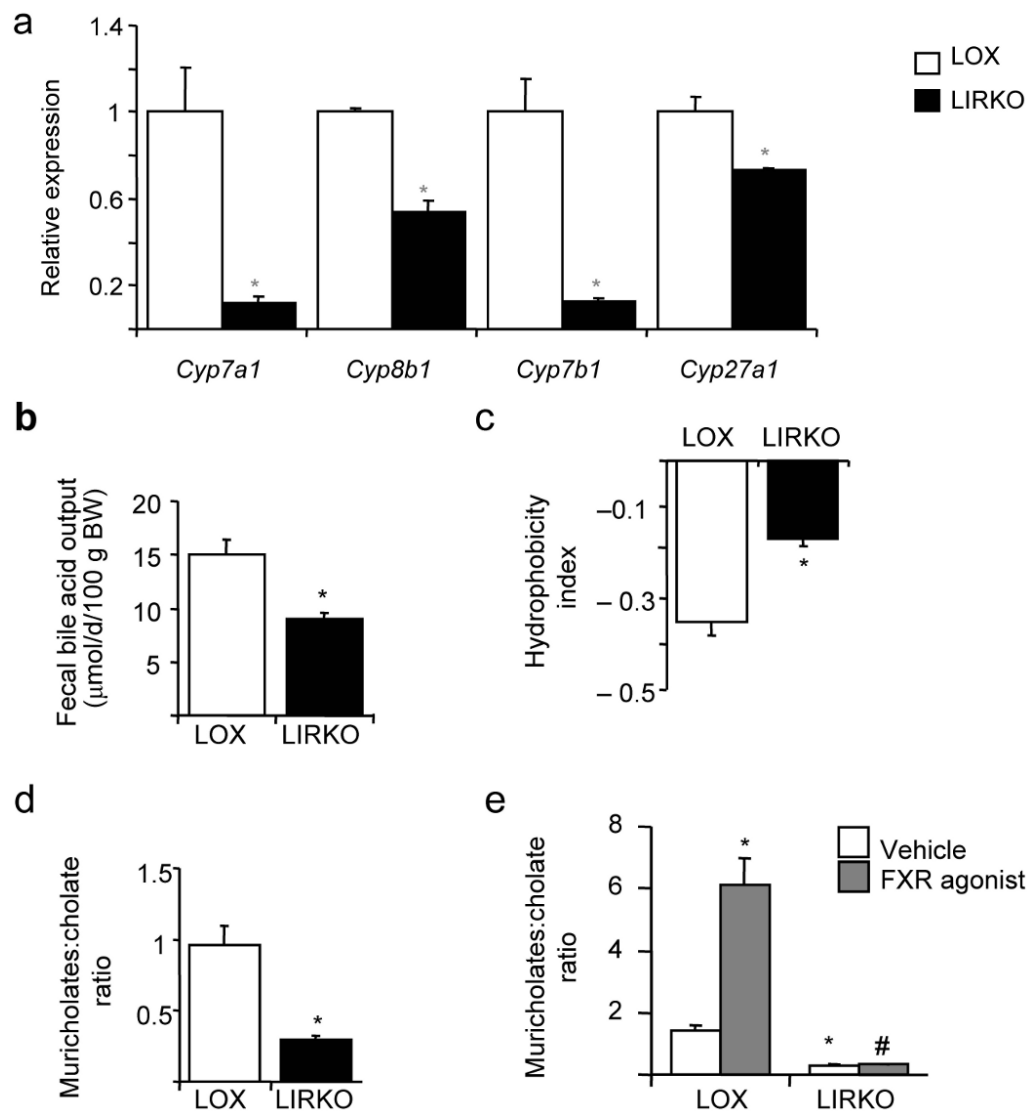 a
1.4
1
0.6
0.2
Relative expression
LOX
LIRKO
*
*
*
*
Cyp7a1 Cyp8b1 Cyp7b1 Cyp27a1
b
Fecal bile acid output
(μmol/d/100 g BW)
20
15
10
5
*
LOX LIRKO
c
LOX LIRKO
Hydrophobicity
index
–0.1
– 0.3
– 0.5
*
d
Muricholates:cholate
ratio
1.5
1
0.5
*
LOX LIRKO
e
Muricholates:cholate
ratio
8
6
4
2
*
* #
Vehicle
FXR agonist
LOX LIRKO